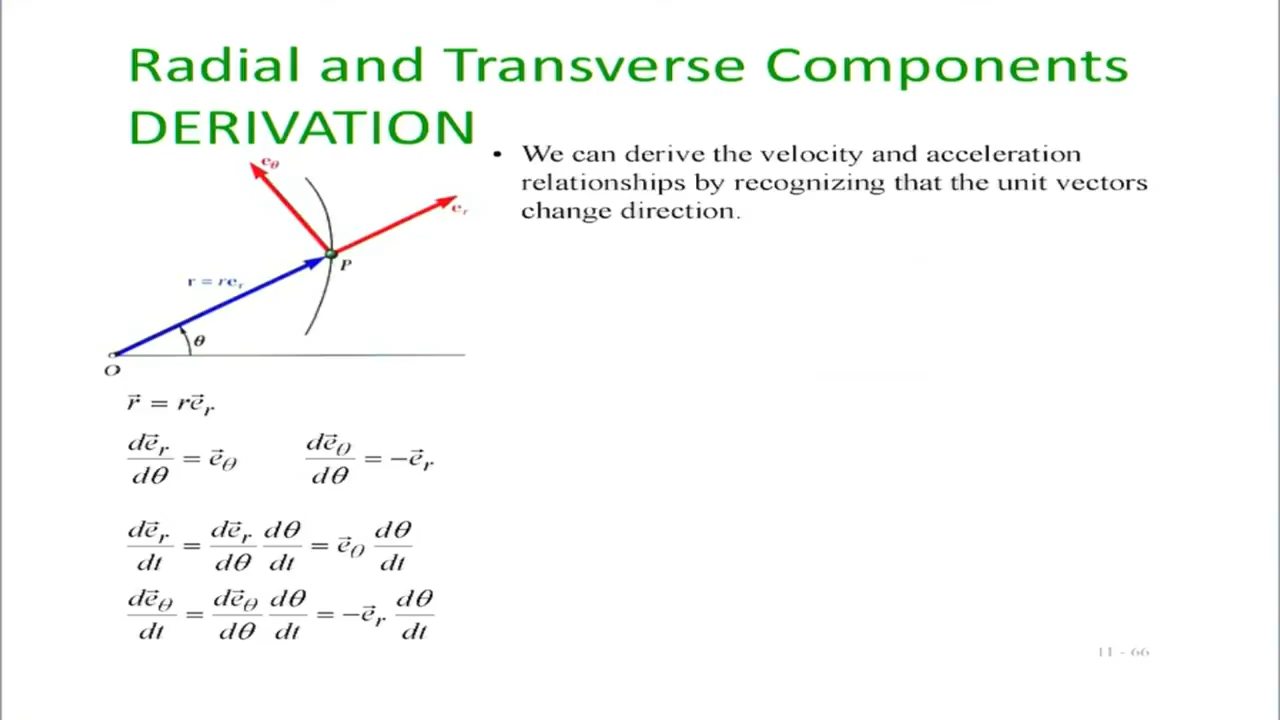 Radial and Transverse Components
DERIVATION
• We can derive the velocity and acceleration
relationships by recognizing that the unit vectors
change direction.
e_θ
e_r
P
r = re_r
θ
O
r⃗ = re⃗_r
de⃗_r/dθ = e⃗_θ    de⃗_θ/dθ = −e⃗_r
de⃗_r/dt = de⃗_r/dθ dθ/dt = e⃗_θ dθ/dt
de⃗_θ/dt = de⃗_θ/dθ dθ/dt = −e⃗_r dθ/dt
11 - 66